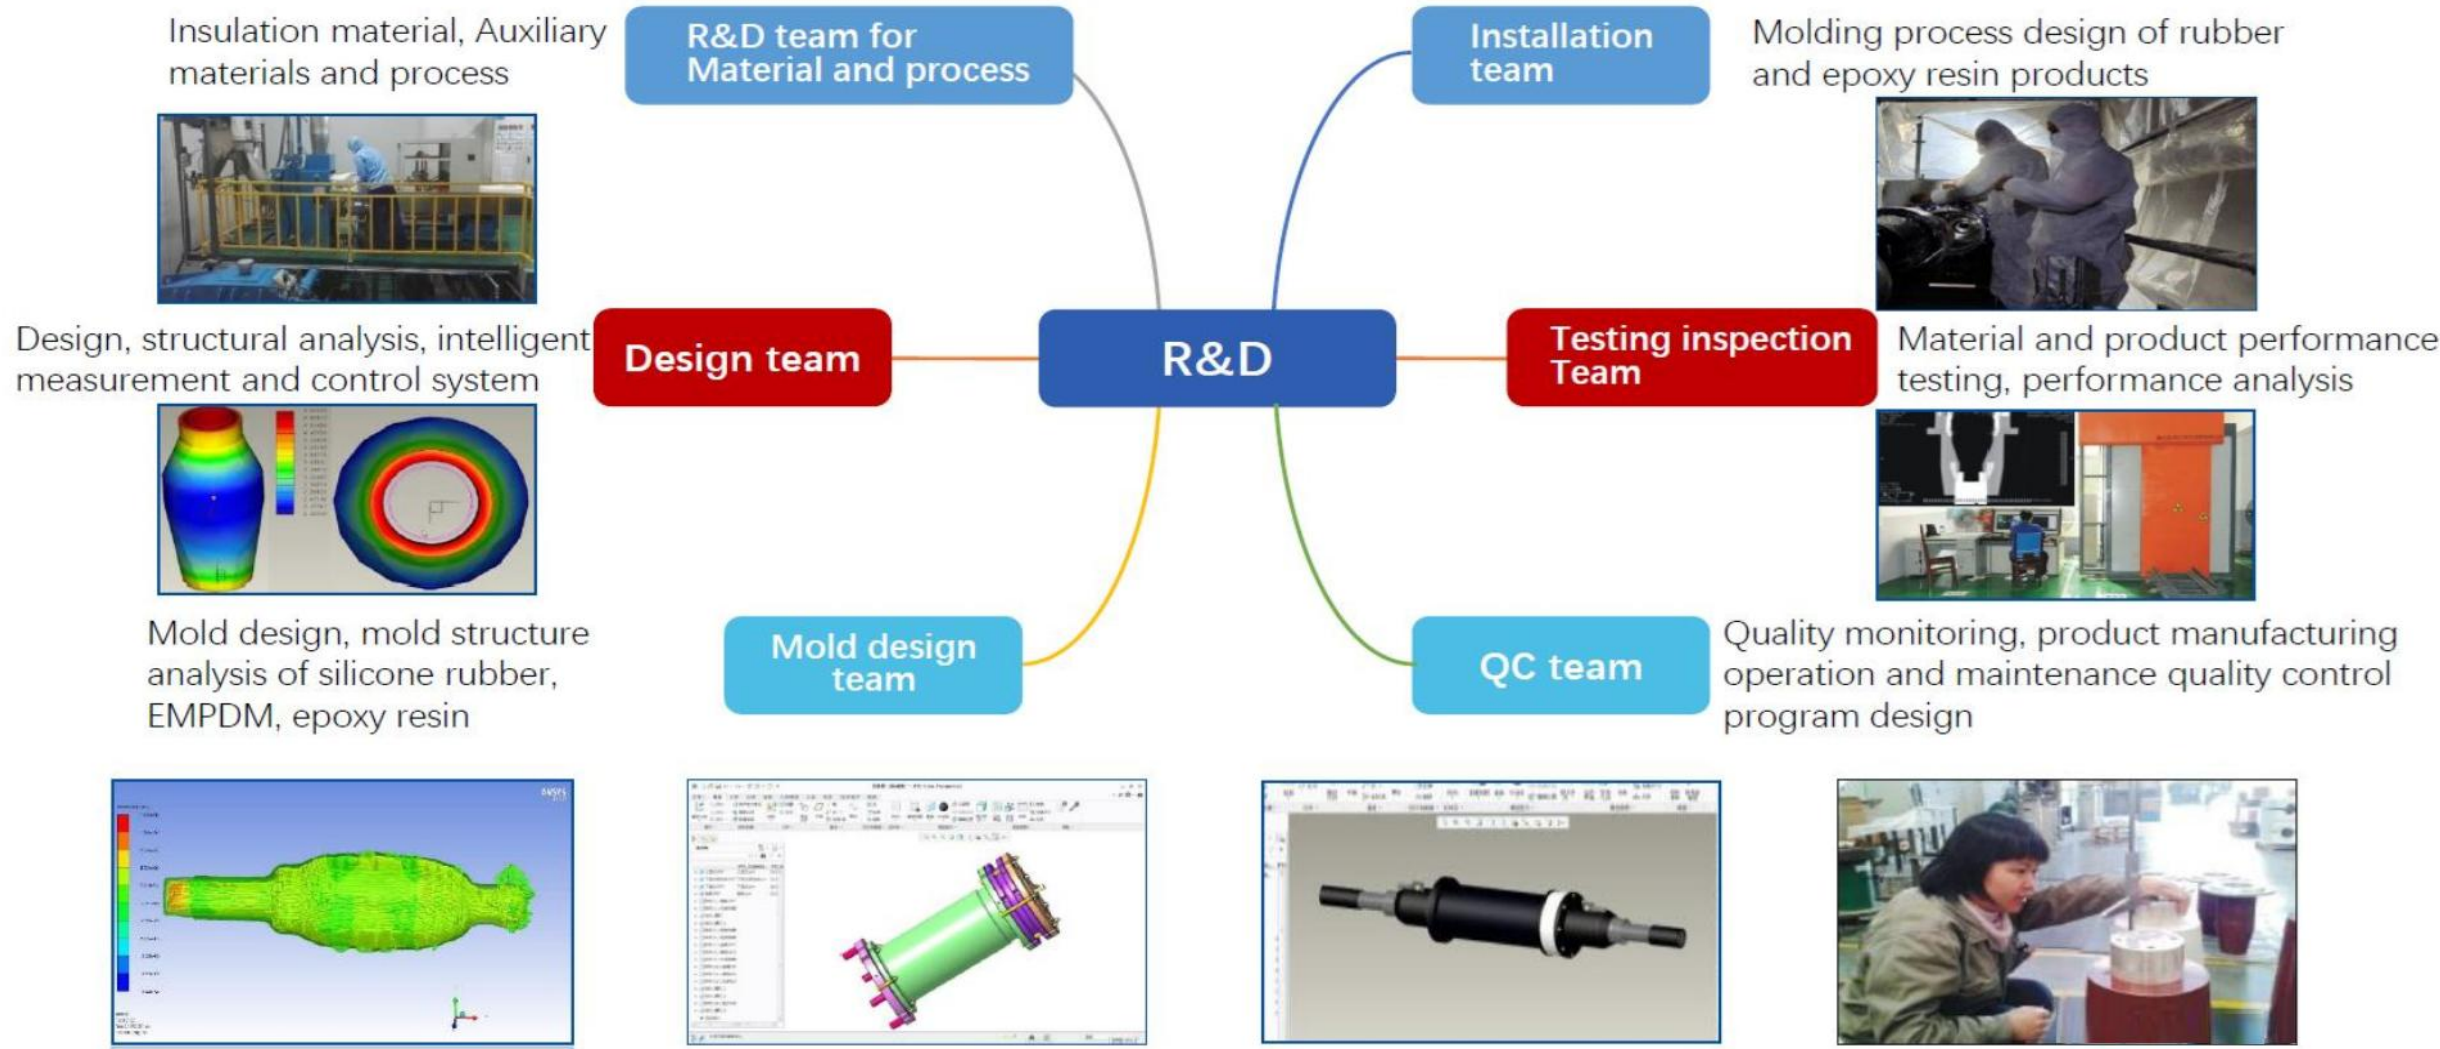 Insulation material, Auxiliary
materials and process
R&D team for
Material and process
Installation
team
Molding process design of rubber
and epoxy resin products
Design, structural analysis, intelligent
measurement and control system
Design team
R&D
Testing inspection
Team
Material and product performance
testing, performance analysis
Mold design, mold structure
analysis of silicone rubber,
EMPDM, epoxy resin
Mold design
team
QC team
Quality monitoring, product manufacturing
operation and maintenance quality control
program design